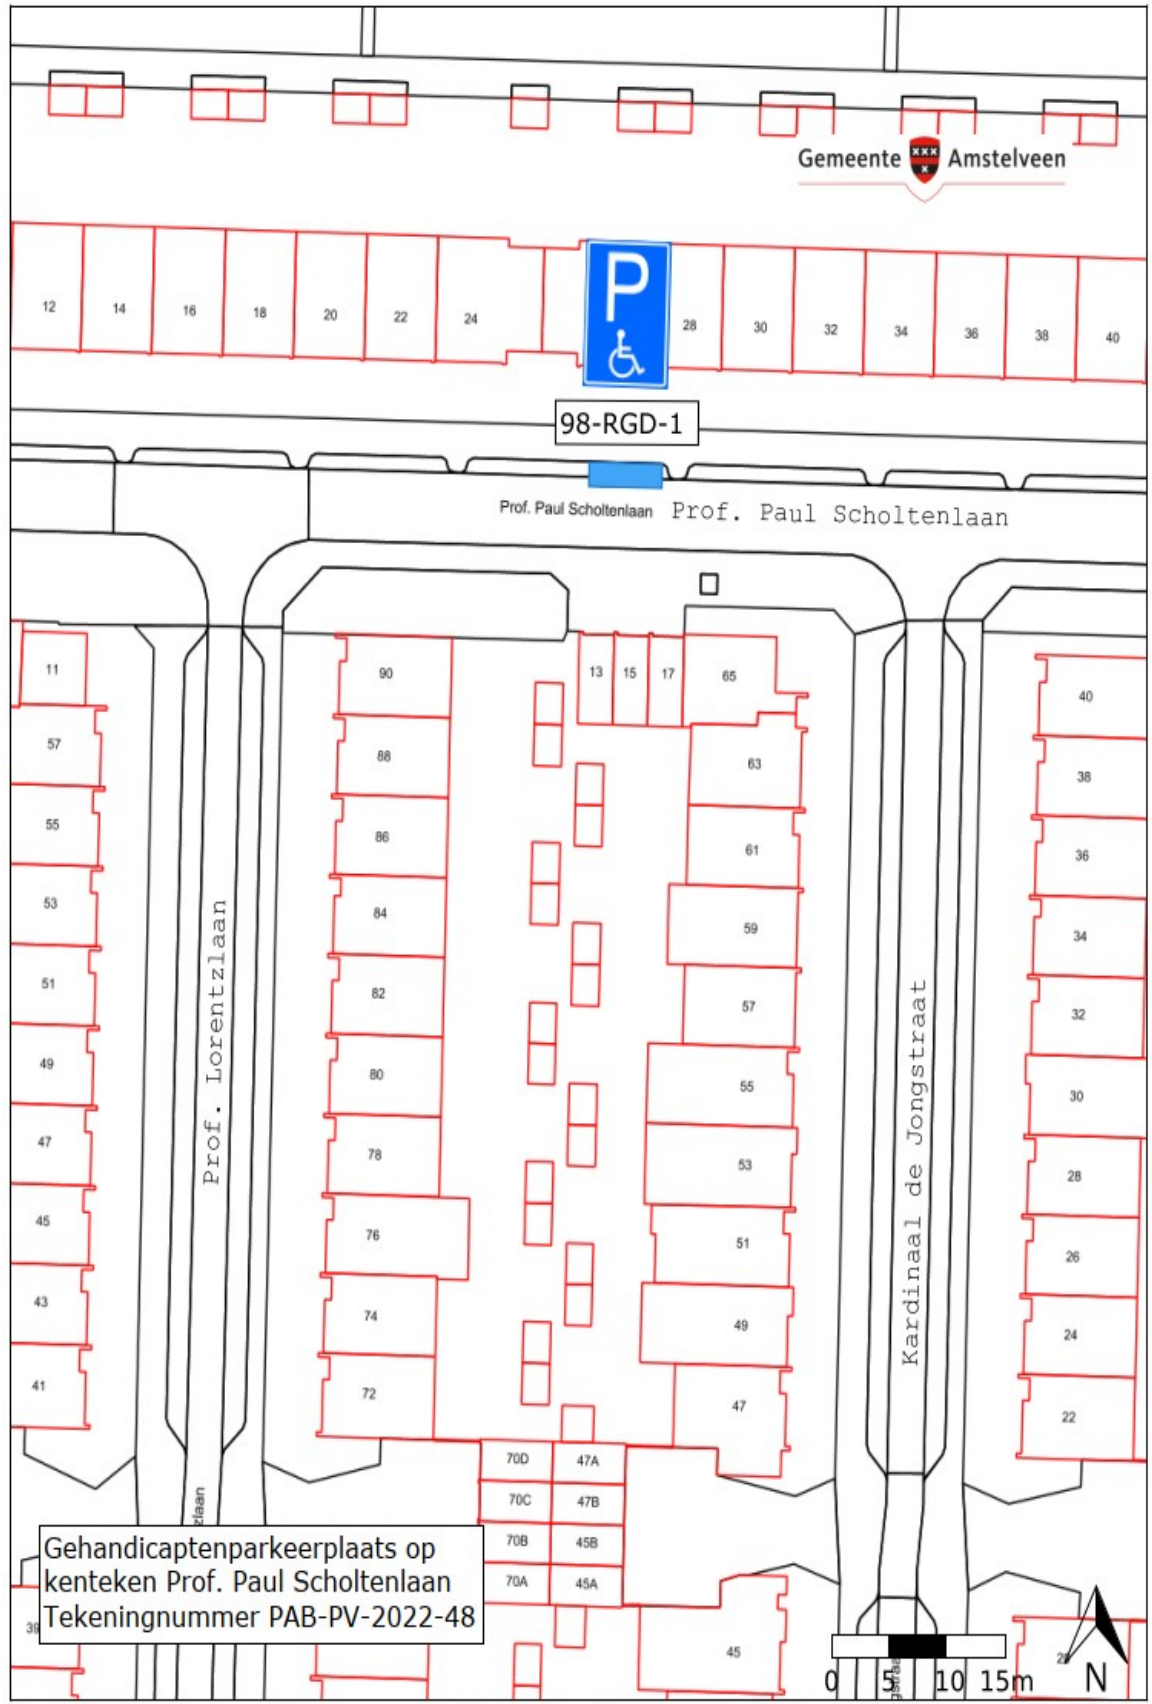 Gemeente Amstelveen
12 14 16 18 20 22 24 P 28 30 32 34 36 38 40
98-RGD-1
Prof. Paul Scholtenlaan Prof. Paul Scholtenlaan
11 90 13 15 17 65 40
57 88 63 38
55 86 61 36
53 84 59 34
51 82 57 32
49 80 55 30
47 78 53 28
45 76 51 26
43 74 49 24
41 72 47 22
Prof. Lorentzlaan
Kardinaal de Jongstraat
70D 47A
70C 47B
70B 45B
70A 45A
zlaan
Gehandicaptenparkeerplaats op
kenteken Prof. Paul Scholtenlaan
Tekeningnummer PAB-PV-2022-48
39 45
0 5 10 15m N